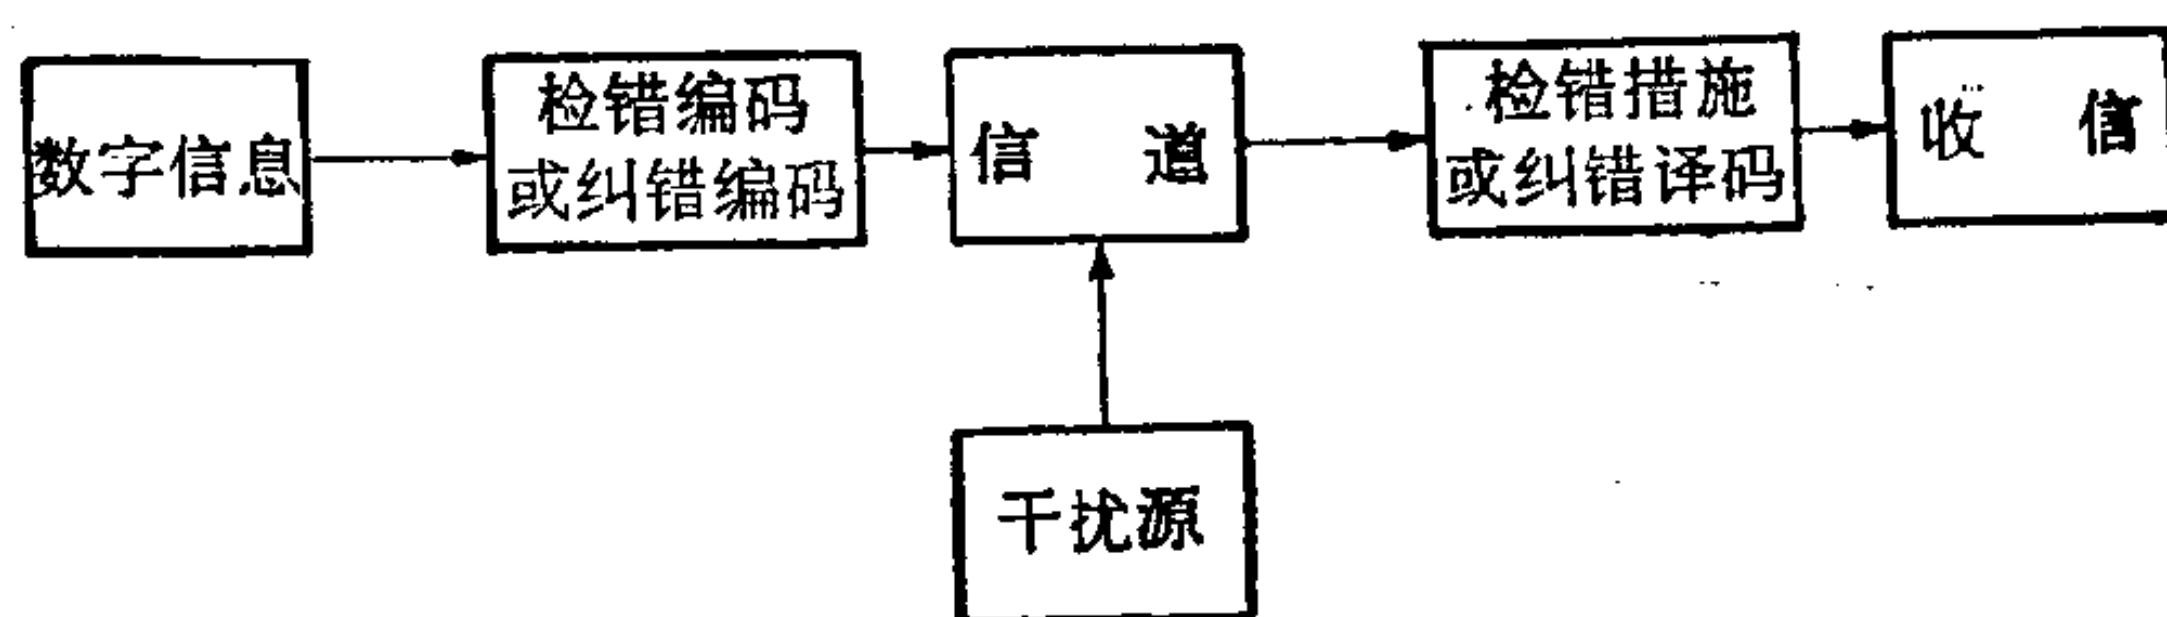 数字信息
检错编码
或纠错编码
信 道
检错措施
或纠错译码
收 信
干扰源